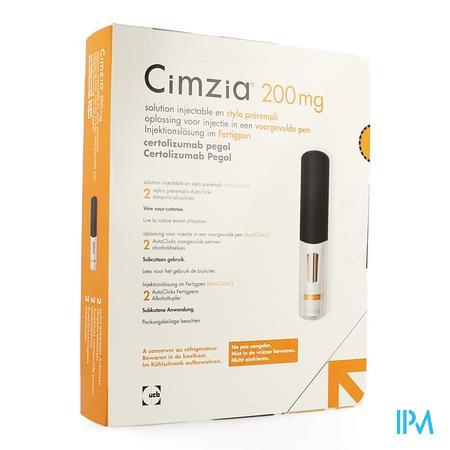 Cimzia® 200 mg
solution injectable en stylo prérempli
oplossing voor injectie in een voorgevulde pen
Injektionslösung im Fertigpen
certolizumab pegol
Certolizumab Pegol
solution injectable en stylo prérempli (AutoClicks®)
2 stylos préremplis AutoClicks
2 tampons alcoolisés
Voie sous-cutanée.
Lire la notice avant utilisation.
oplossing voor injectie in een voorgevulde pen (AutoClicks®)
2 AutoClicks voorgevulde pennen
2 alcoholdoekjes
Subcutaan gebruik.
Lees voor het gebruik de bijsluiter.
Injektionslösung im Fertigpen (AutoClicks®)
2 AutoClicks Fertigpens
2 Alkoholtupfer
Subkutane Anwendung.
Packungsbeilage beachten.
A conserver au réfrigérateur.
Bewaren in de koelkast.
Im Kühlschrank aufbewahren.
Ne pas congeler.
Niet in de vriezer bewaren.
Nicht einfrieren.
ucb
Cimzia® 200 mg
IPM